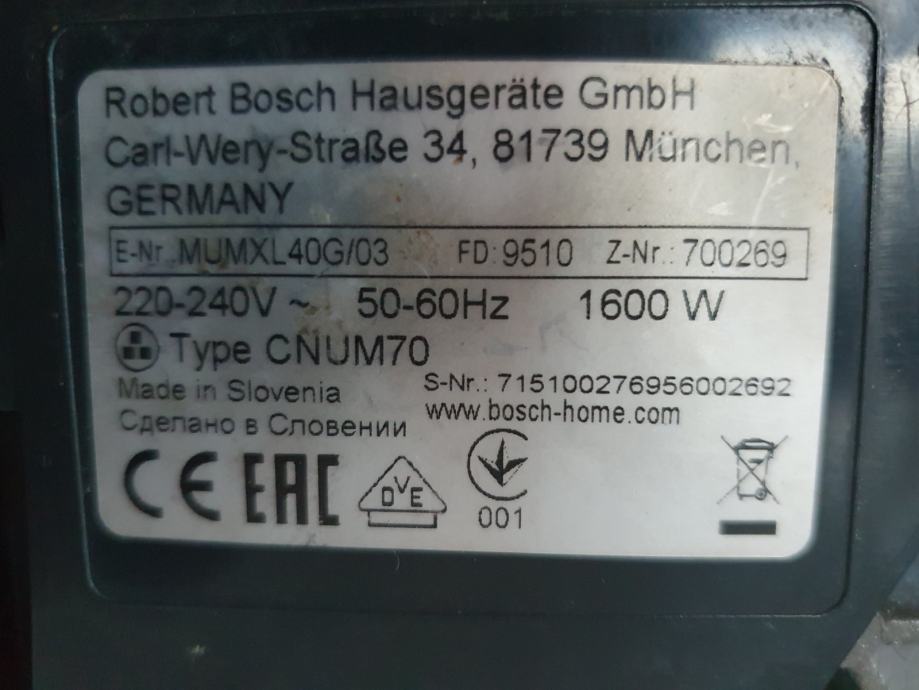 Robert Bosch Hausgeräte GmbH
Carl-Wery-Straße 34, 81739 München,
GERMANY
E-Nr.: MUMXL40G/03 FD: 9510 Z-Nr.: 700269
220-240V ~ 50-60Hz 1600 W
Type CNUM70
Made in Slovenia
S-Nr.: 715100276956002692
www.bosch-home.com
Сделано в Словении
CE EAC DVE
001